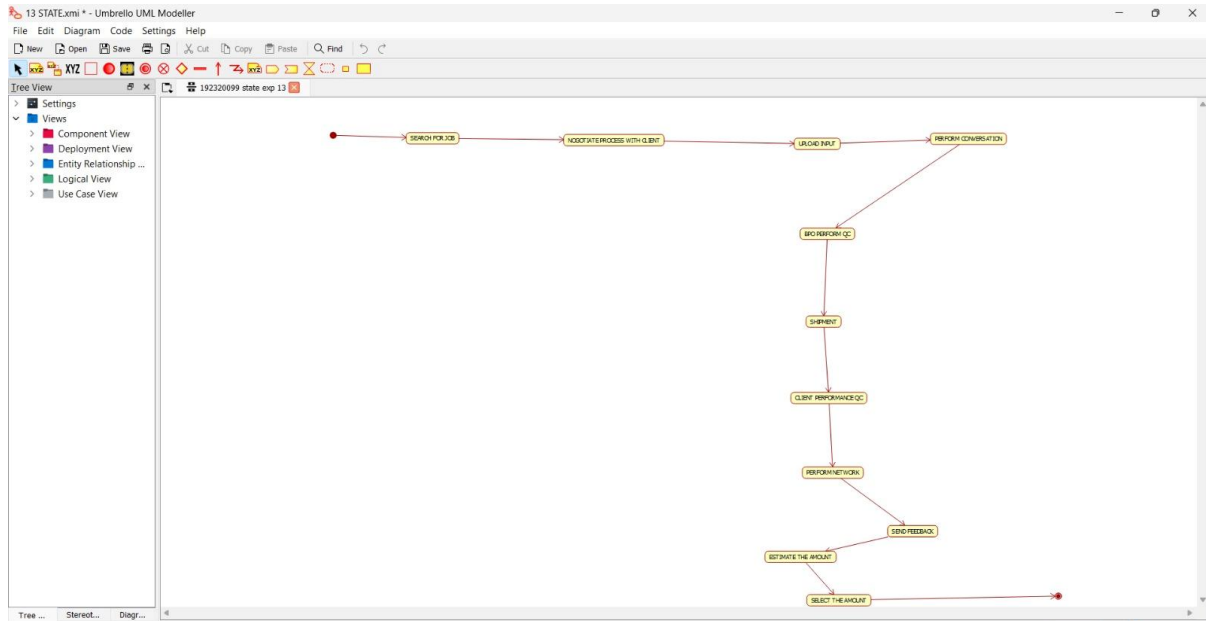 13 STATE.xmi * - Umbrello UML Modeller
File Edit Diagram Code Settings Help
New Open Save Cut Copy Paste Find
XYZ XYZ XYZ
Tree View
192320099 state exp 13
Settings
Views
Component View
Deployment View
Entity Relationship ...
Logical View
Use Case View
SEARCH FOR JOB
NOGOTIATE PROCESS WITH CLIENT
UPLOAD INPUT
PERFORM CONVERSATION
BPO PERFORM QC
SHIPMENT
CLIENT PERFORMANCE QC
PERFORM NETWORK
SEND FEEDBACK
ESTIMATE THE AMOUNT
SELECT THE AMOUNT
Tree ... Stereot... Diagr...